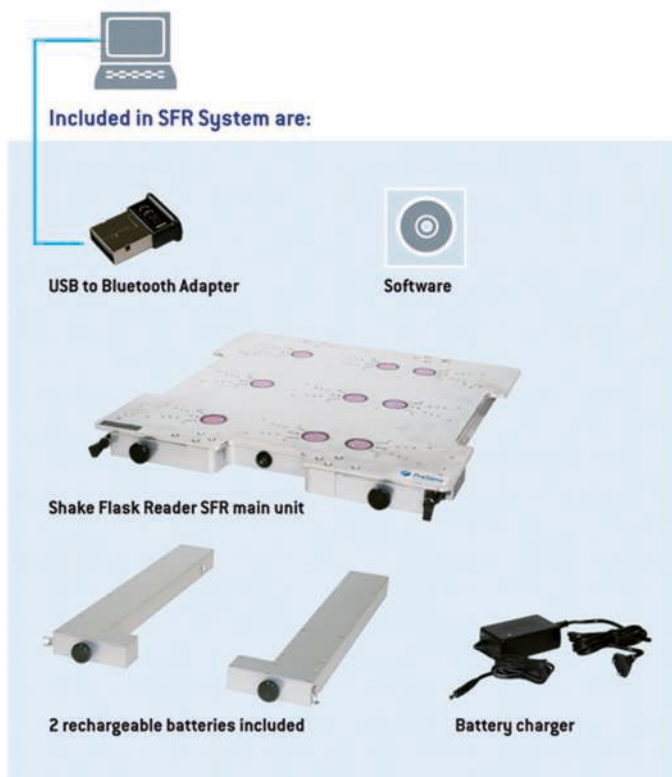 Included in SFR System are:
USB to Bluetooth Adapter
Software
PreSens
Shake Flask Reader SFR main unit
2 rechargeable batteries included
Battery charger